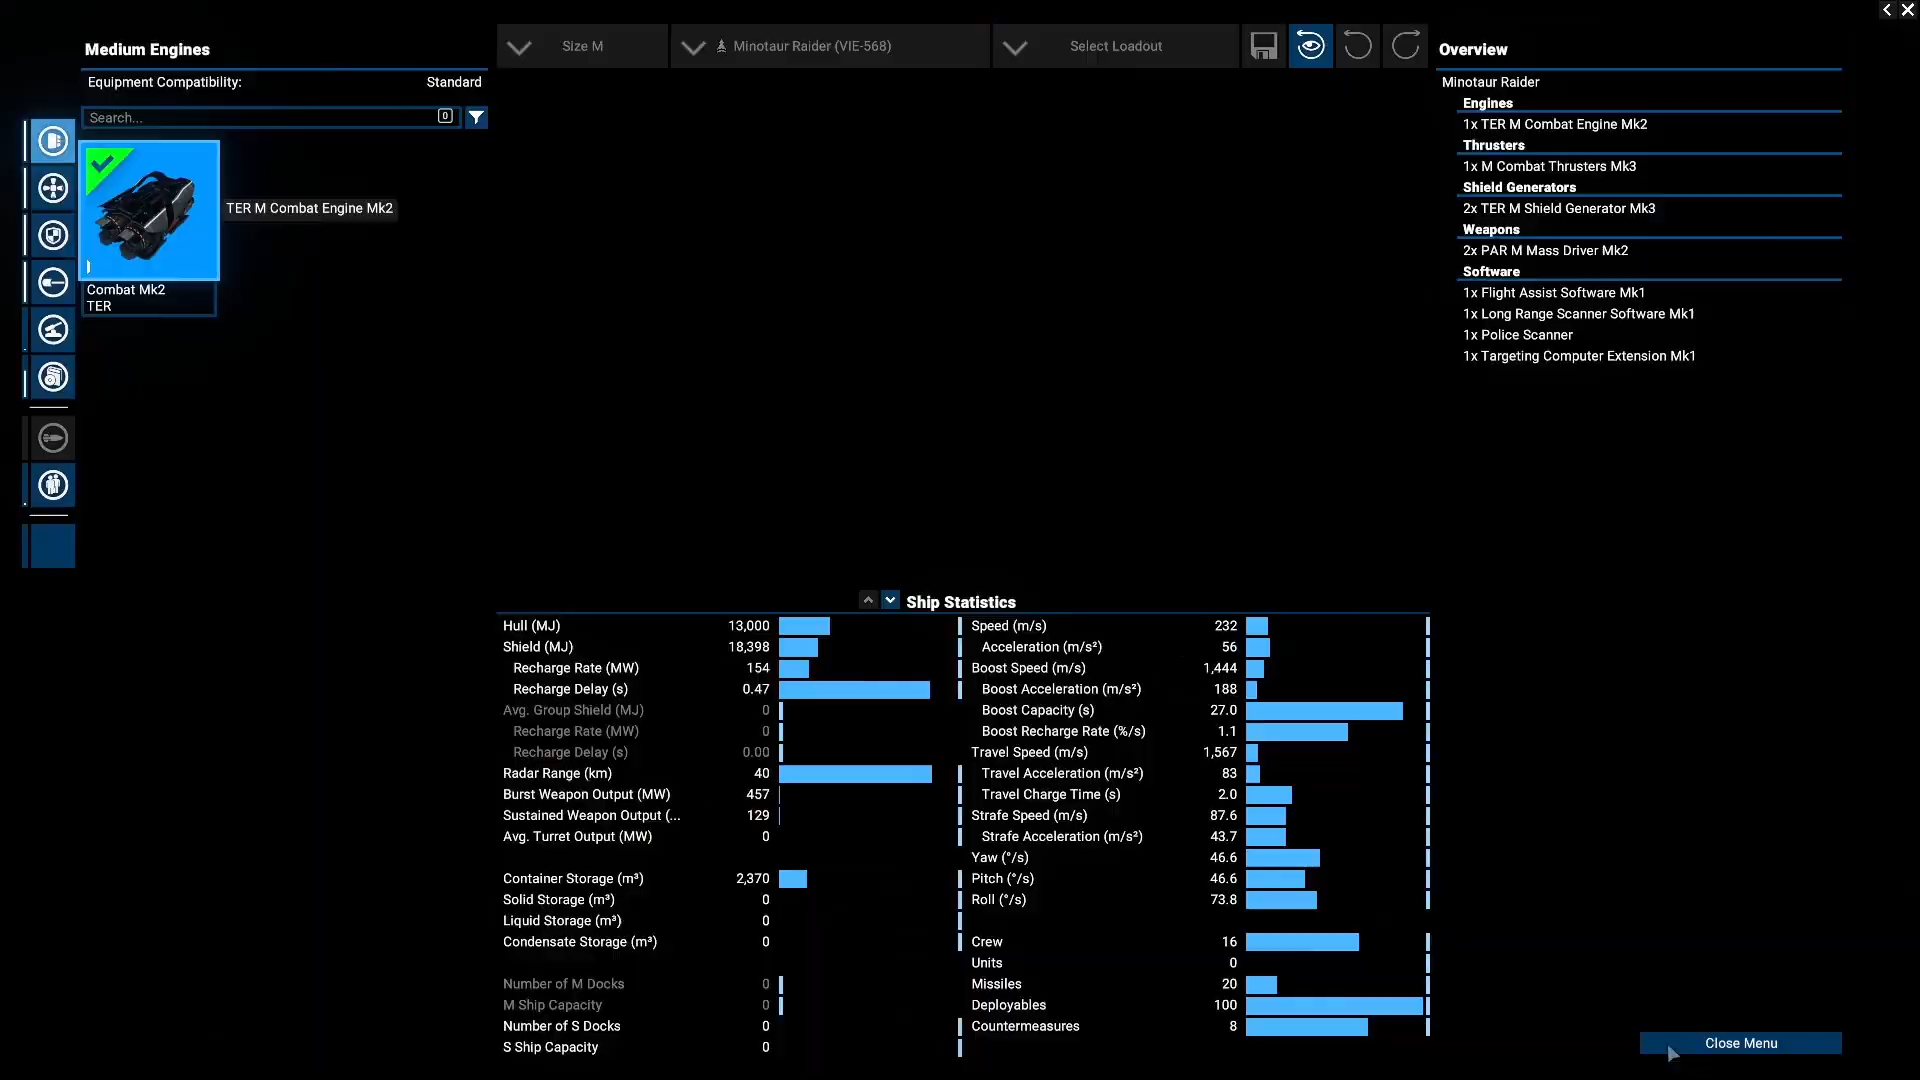 Medium Engines
Equipment Compatibility: Standard
Search... 0
TER M Combat Engine Mk2
Combat Mk2
TER
Size M
Minotaur Raider (VIE-568)
Select Loadout
Overview
Minotaur Raider
Engines
1x TER M Combat Engine Mk2
Thrusters
1x M Combat Thrusters Mk3
Shield Generators
2x TER M Shield Generator Mk3
Weapons
2x PAR M Mass Driver Mk2
Software
1x Flight Assist Software Mk1
1x Long Range Scanner Software Mk1
1x Police Scanner
1x Targeting Computer Extension Mk1
Ship Statistics
Hull (MJ) 13,000
Shield (MJ) 18,398
Recharge Rate (MW) 154
Recharge Delay (s) 0.47
Avg. Group Shield (MJ) 0
Recharge Rate (MW) 0
Recharge Delay (s) 0.00
Radar Range (km) 40
Burst Weapon Output (MW) 457
Sustained Weapon Output (... 129
Avg. Turret Output (MW) 0
Container Storage (m³) 2,370
Solid Storage (m³) 0
Liquid Storage (m³) 0
Condensate Storage (m³) 0
Number of M Docks 0
M Ship Capacity 0
Number of S Docks 0
S Ship Capacity 0
Speed (m/s) 232
Acceleration (m/s²) 56
Boost Speed (m/s) 1,444
Boost Acceleration (m/s²) 188
Boost Capacity (s) 27.0
Boost Recharge Rate (%/s) 1.1
Travel Speed (m/s) 1,567
Travel Acceleration (m/s²) 83
Travel Charge Time (s) 2.0
Strafe Speed (m/s) 87.6
Strafe Acceleration (m/s²) 43.7
Yaw (°/s) 46.6
Pitch (°/s) 46.6
Roll (°/s) 73.8
Crew 16
Units 0
Missiles 20
Deployables 100
Countermeasures 8
Close Menu